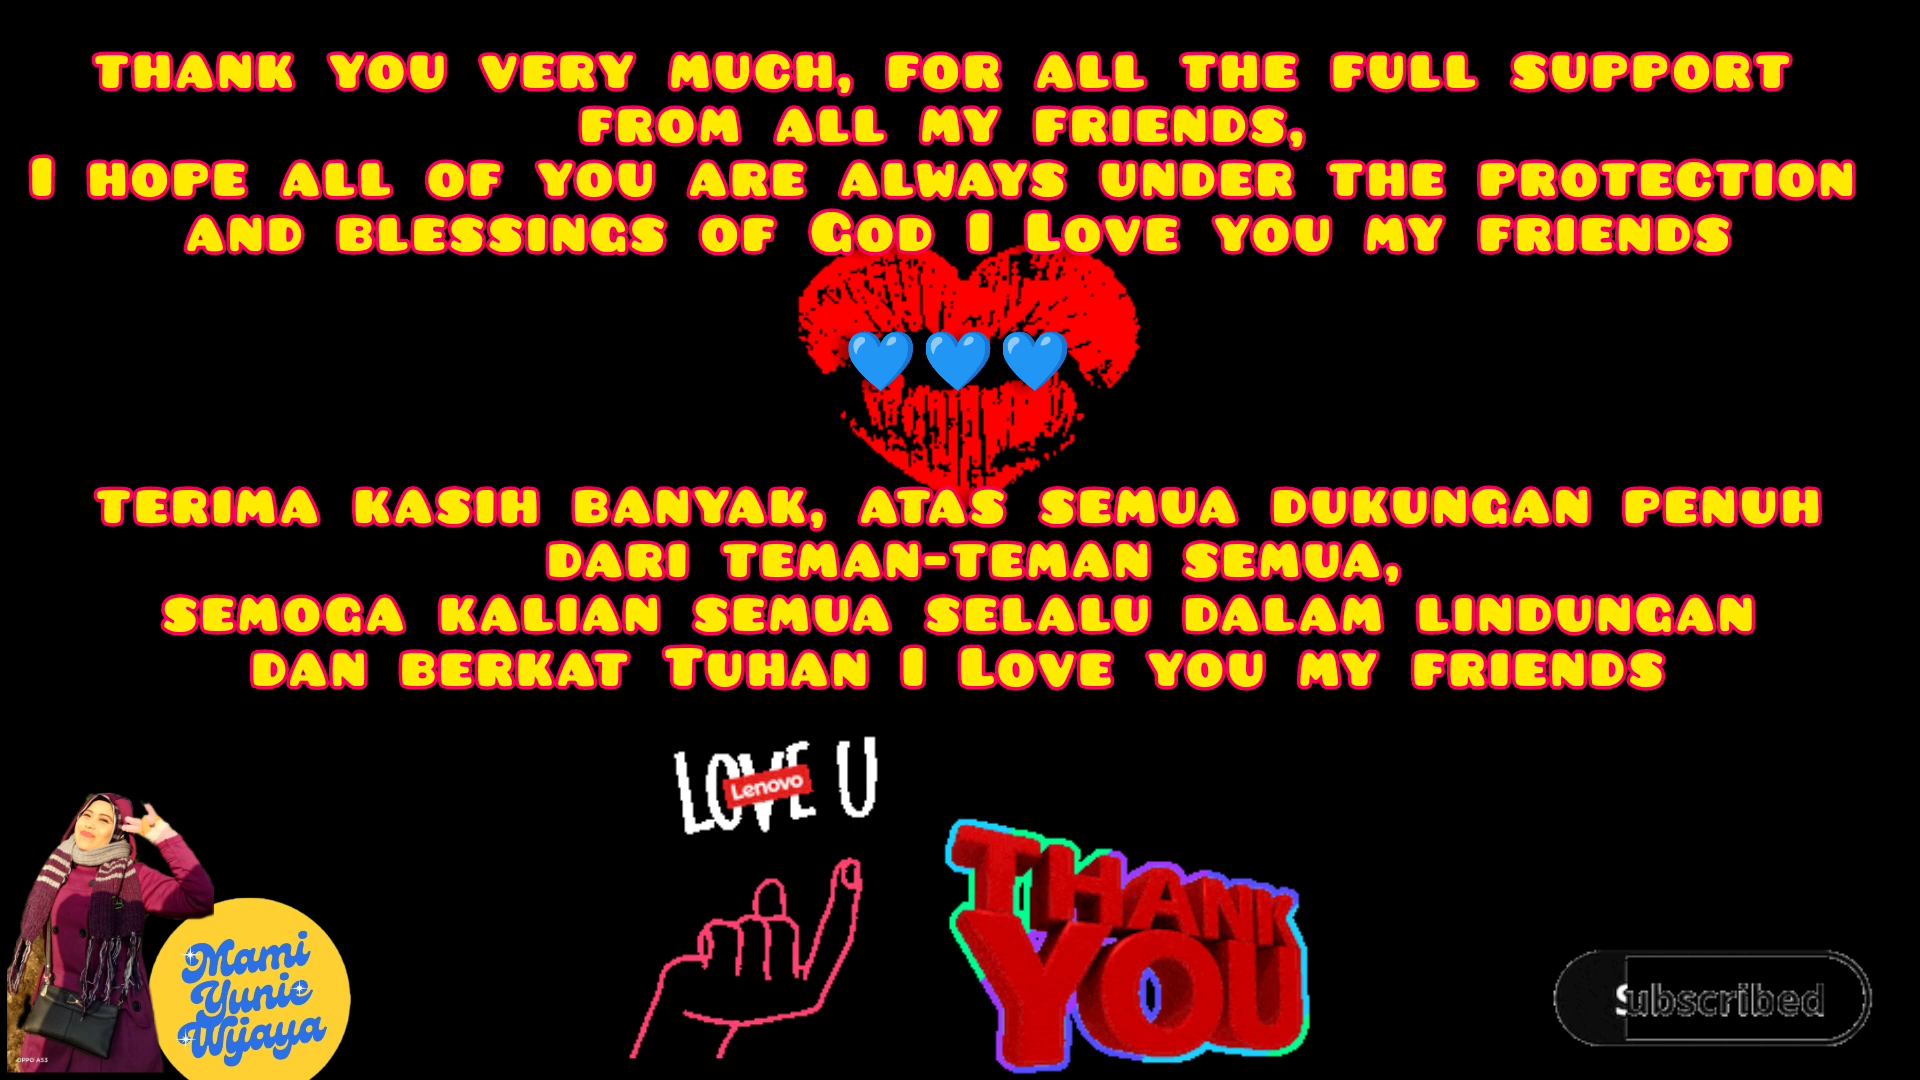 THANK YOU VERY MUCH, FOR ALL THE FULL SUPPORT
FROM ALL MY FRIENDS,
I HOPE ALL OF YOU ARE ALWAYS UNDER THE PROTECTION
AND BLESSINGS OF GOD I LOVE YOU MY FRIENDS
💙💙💙
TERIMA KASIH BANYAK, ATAS SEMUA DUKUNGAN PENUH
DARI TEMAN-TEMAN SEMUA,
SEMOGA KALIAN SEMUA SELALU DALAM LINDUNGAN
DAN BERKAT TUHAN I LOVE YOU MY FRIENDS
LOVE U
Lenovo
THANK
YOU
Mami
Yunie
Wijaya
OPPO A53
Subscribed